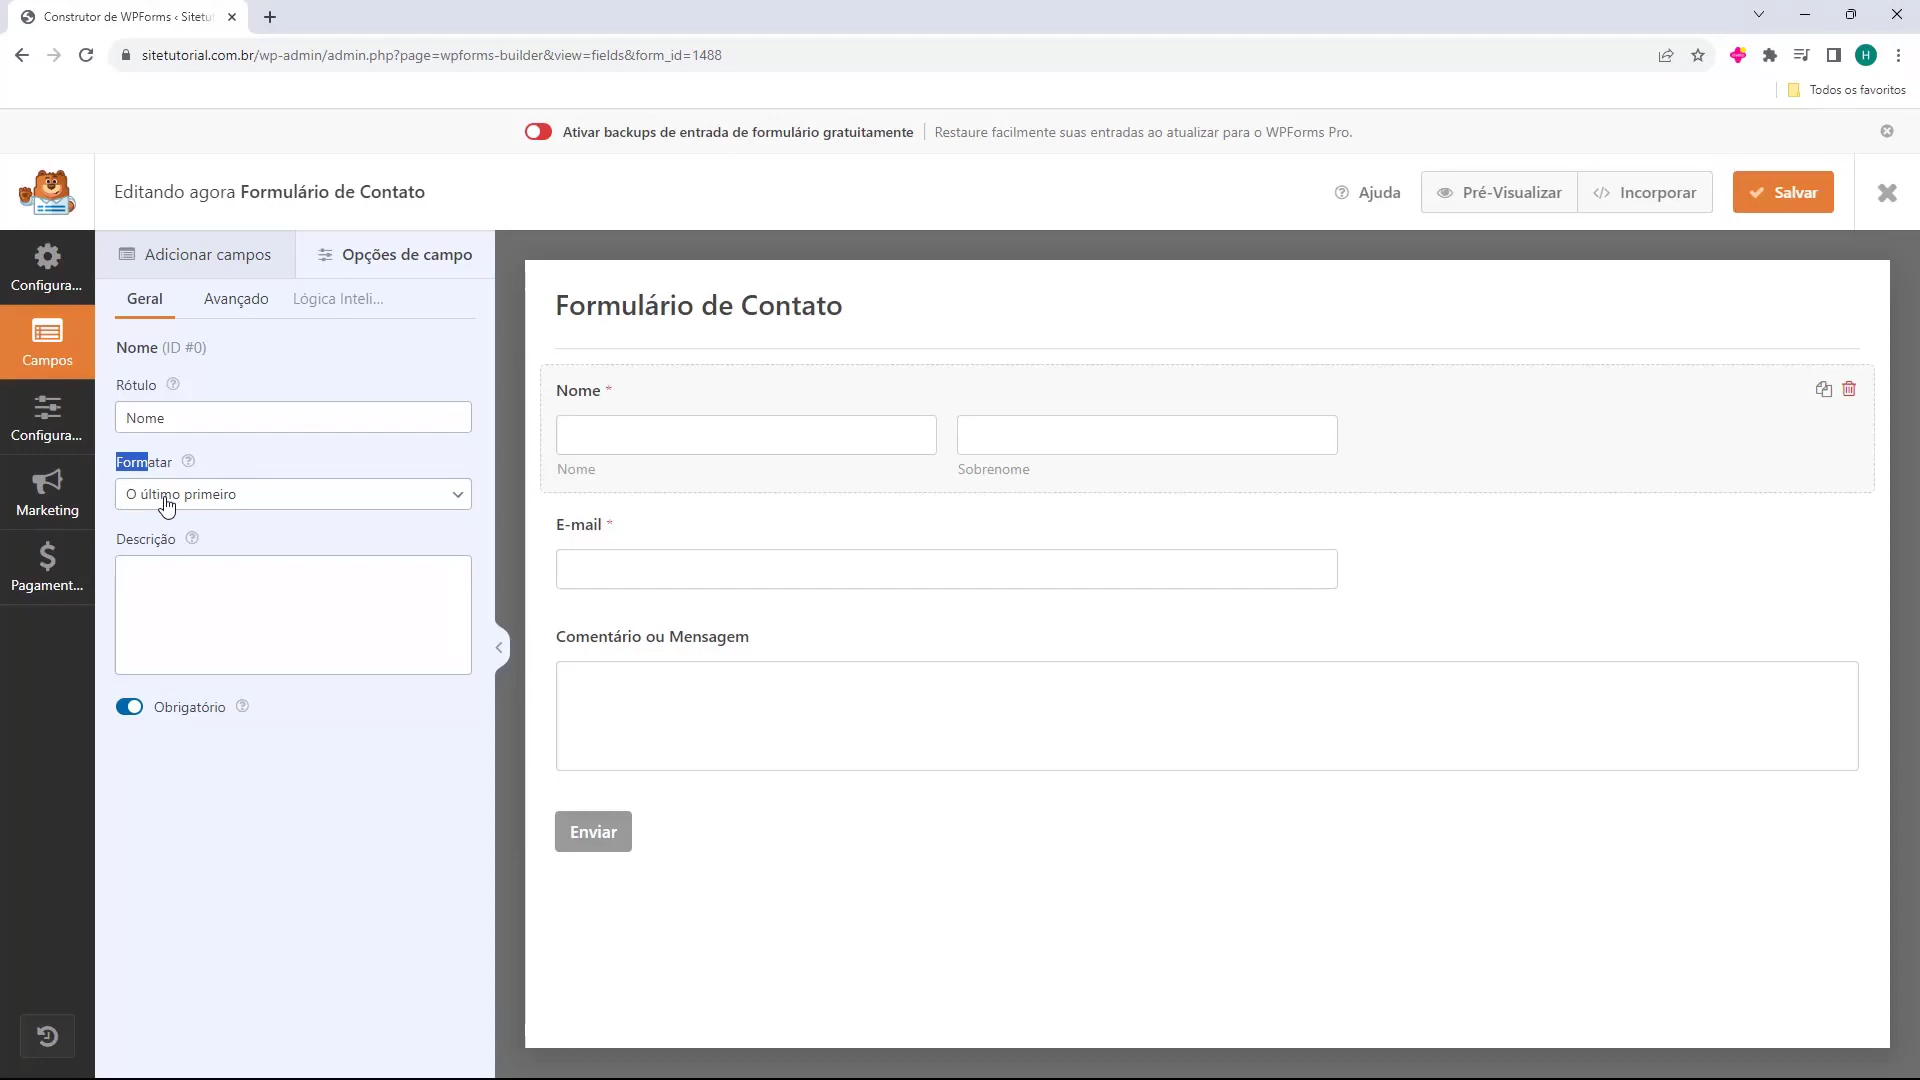 Construtor de WPForms ‹ Sitetut
sitetutorial.com.br/wp-admin/admin.php?page=wpforms-builder&view=fields&form_id=1488
H
Todos os favoritos
Ativar backups de entrada de formulário gratuitamente
Restaure facilmente suas entradas ao atualizar para o WPForms Pro.
Editando agora Formulário de Contato
Ajuda
Pré-Visualizar
Incorporar
Salvar
Configura...
Campos
Configura...
Marketing
Pagament...
Adicionar campos
Opções de campo
Geral
Avançado
Lógica Inteli...
Nome (ID #0)
Rótulo
Nome
Formatar
O último primeiro
Descrição
Obrigatório
Formulário de Contato
Nome *
Nome
Sobrenome
E-mail *
Comentário ou Mensagem
Enviar